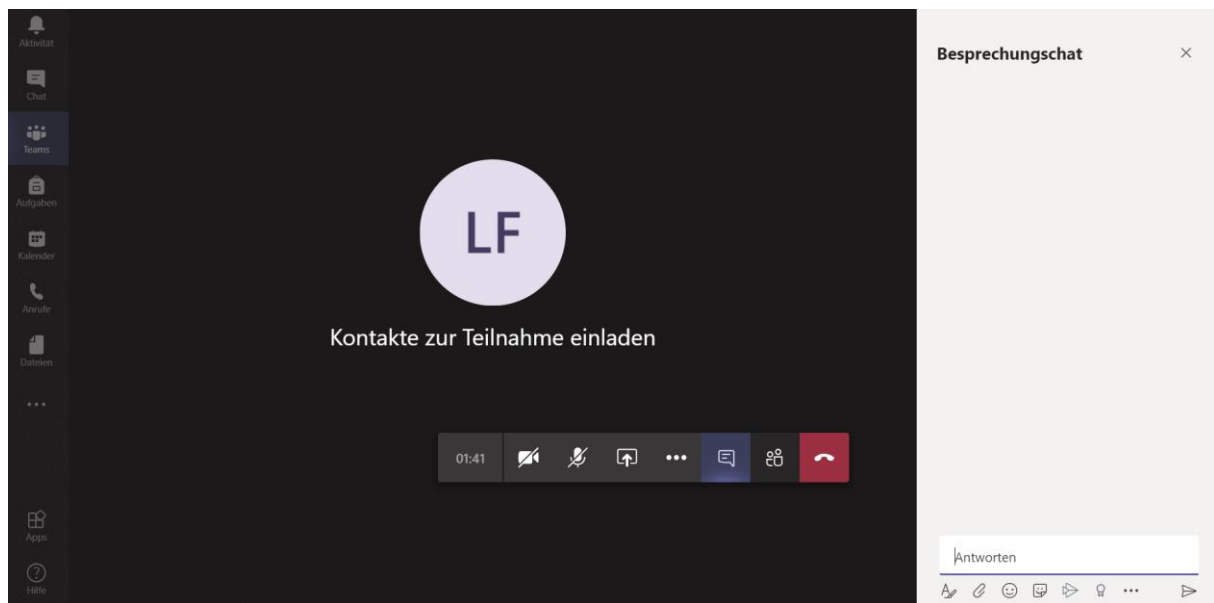 Aktivität
Chat
Teams
Aufgaben
Kalender
Anrufe
Dateien
Apps
Hilfe
LF
Kontakte zur Teilnahme einladen
01:41
Besprechungschat
Antworten